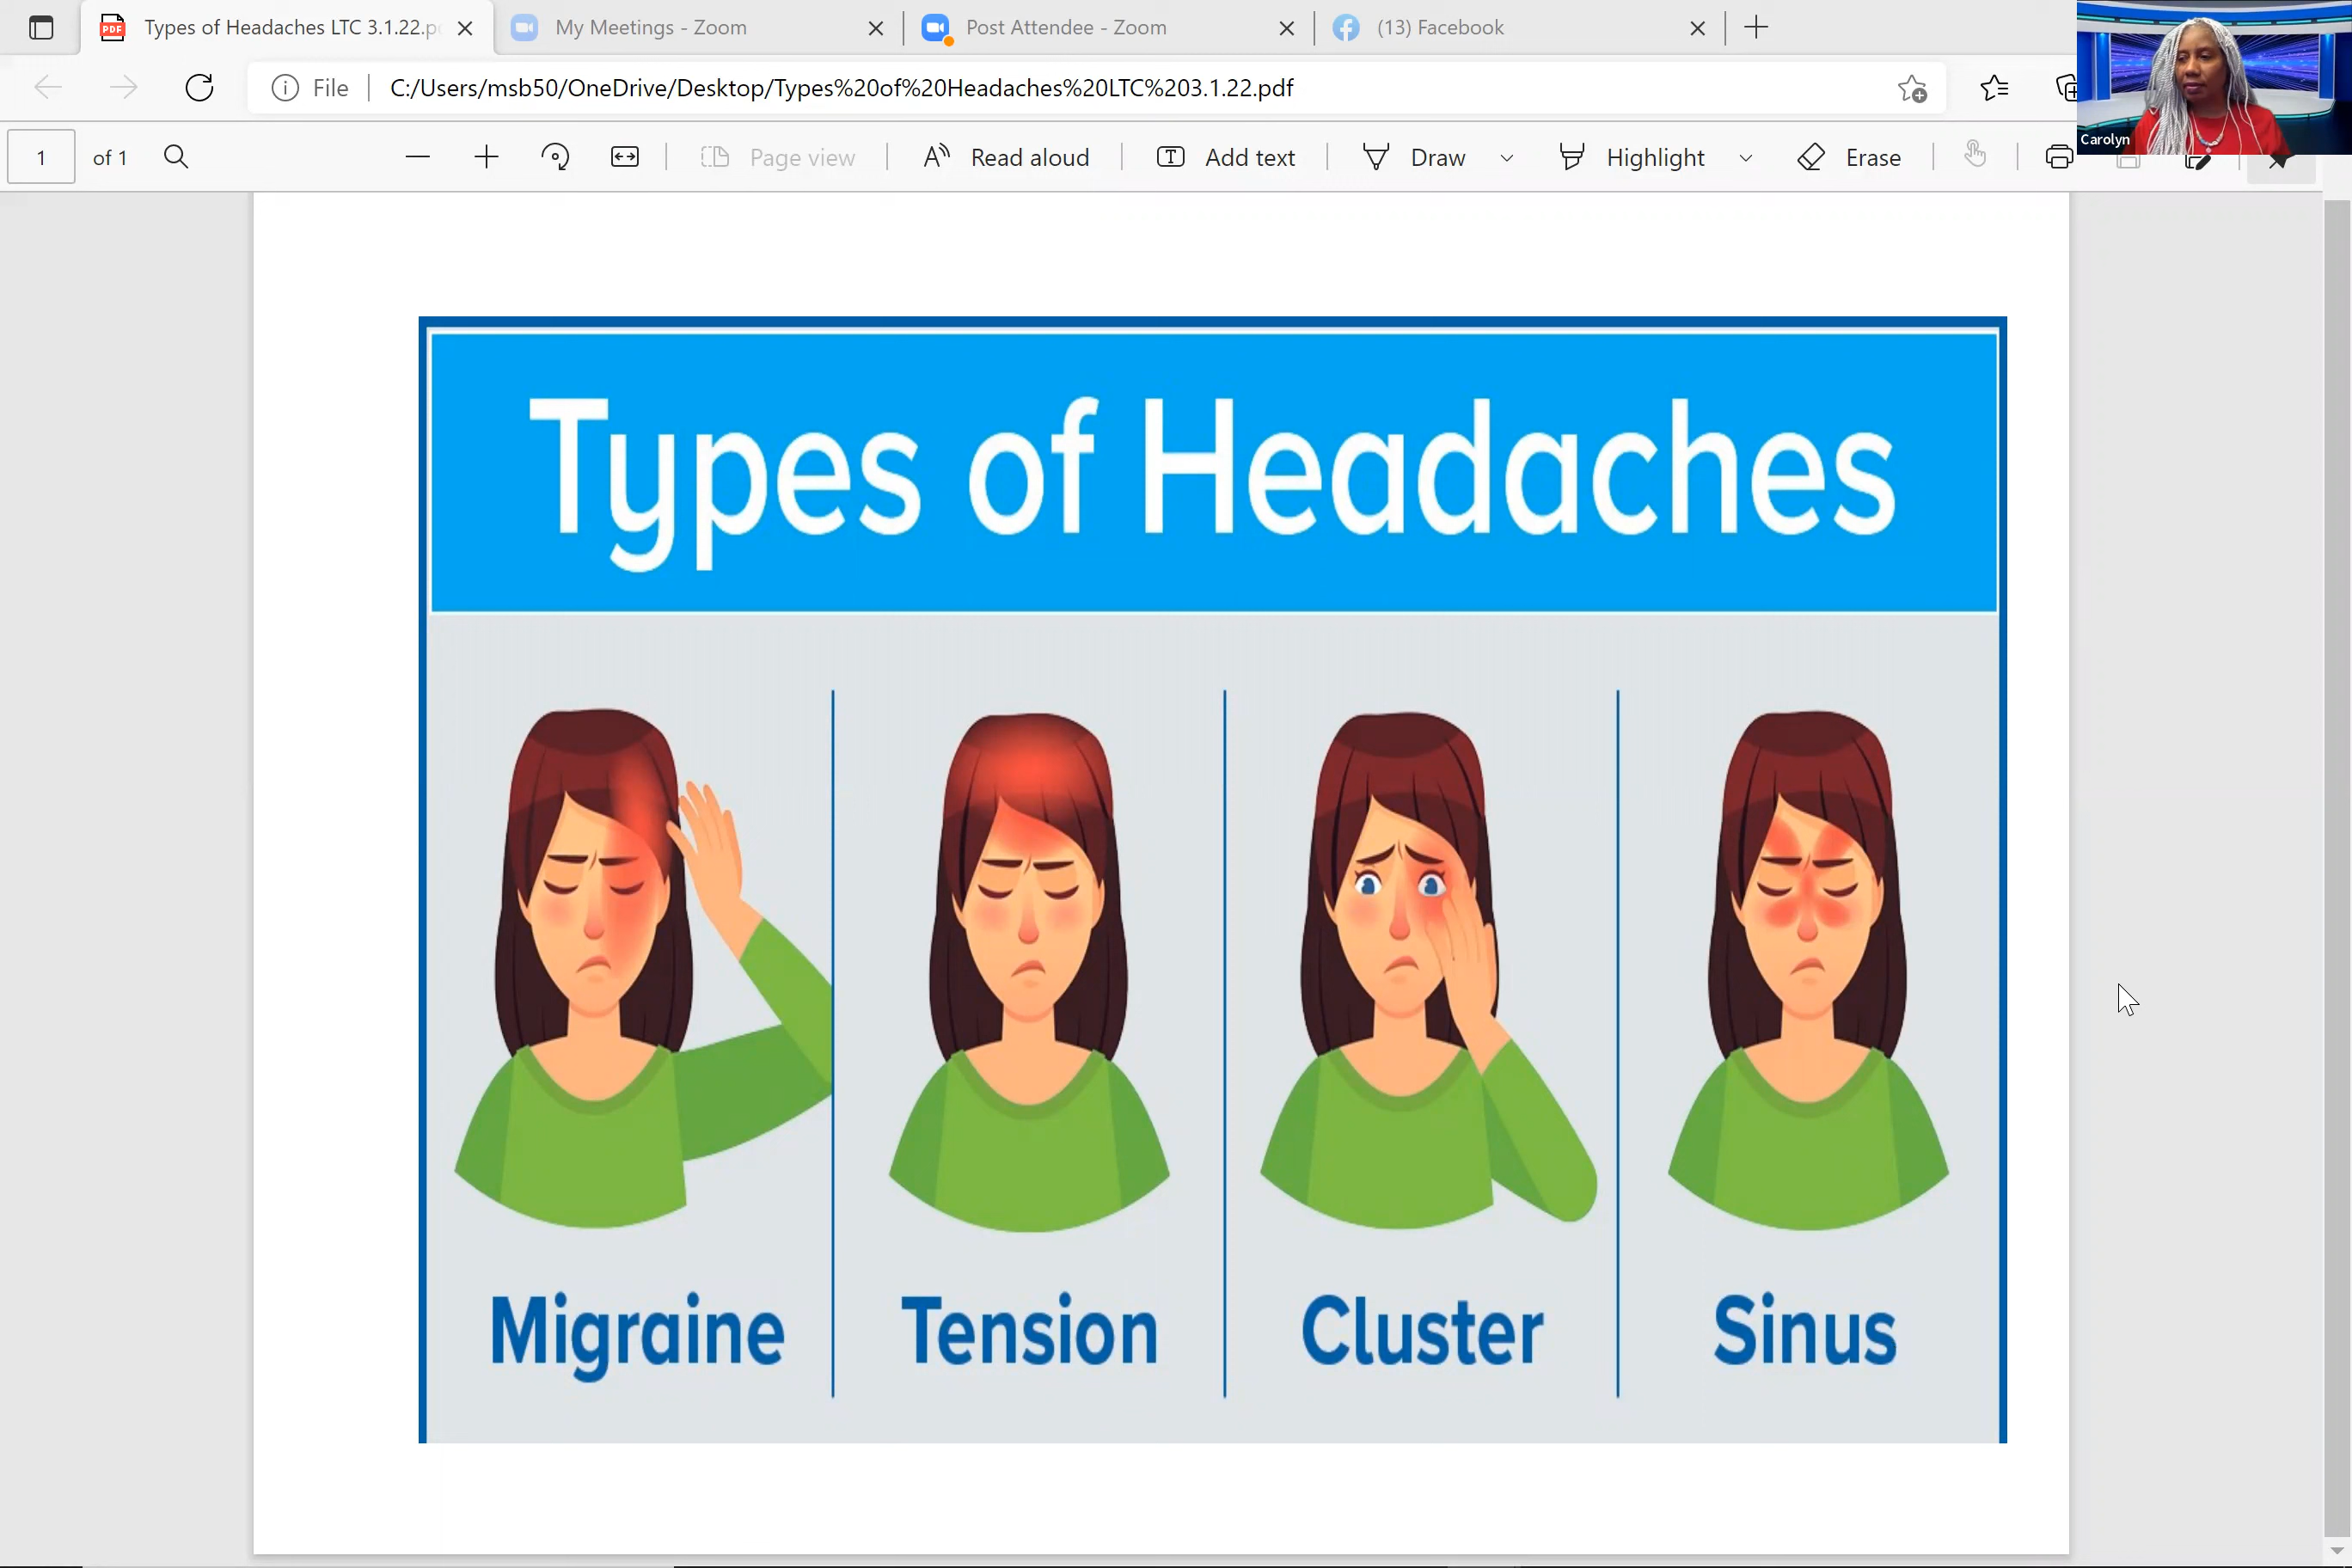 Types of Headaches LTC 3.1.22.p
My Meetings - Zoom
Post Attendee - Zoom
(13) Facebook
File
C:/Users/msb50/OneDrive/Desktop/Types%20of%20Headaches%20LTC%203.1.22.pdf
Carolyn
1 of 1
Page view
Read aloud
Add text
Draw
Highlight
Erase
PDF
Types of Headaches
Migraine
Tension
Cluster
Sinus